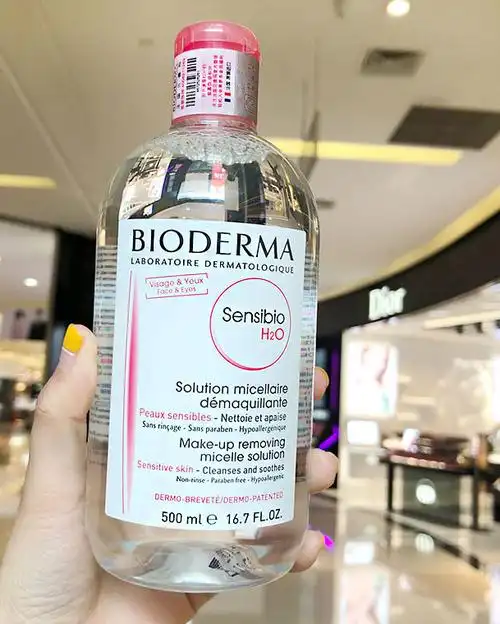 BIODERMA
BIODERMA
LABORATOIRE DERMATOLOGIQUE
Visage & Yeux
Face & Eyes
Sensibio
H2O
Solution micellaire
démaquillante
Peaux sensibles - Nettoie et apaise
Sans rinçage - Sans paraben - Hypoallergénique
Make-up removing
micelle solution
Sensitive skin - Cleanses and soothes
Non-rinse - Paraben free - Hypoallergenic
DERMO-BREVETÉ/DERMO-PATENTED
500 ml e 16.7 FL.OZ.
Dior